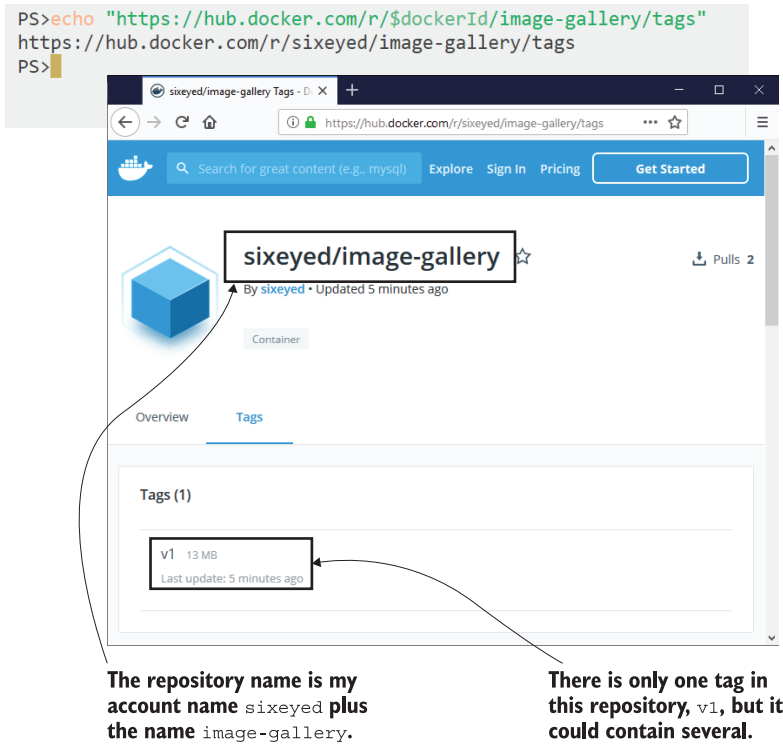 PS>echo "https://hub.docker.com/r/$dockerId/image-gallery/tags"
https://hub.docker.com/r/sixeyed/image-gallery/tags
PS>
sixeyed/image-gallery Tags - D
https://hub.docker.com/r/sixeyed/image-gallery/tags
Search for great content (e.g., mysql) Explore Sign In Pricing Get Started
sixeyed/image-gallery
Pulls 2
By sixeyed • Updated 5 minutes ago
Container
Overview Tags
Tags (1)
v1 13 MB
Last update: 5 minutes ago
The repository name is my
account name sixeyed plus
the name image-gallery.
There is only one tag in
this repository, v1, but it
could contain several.